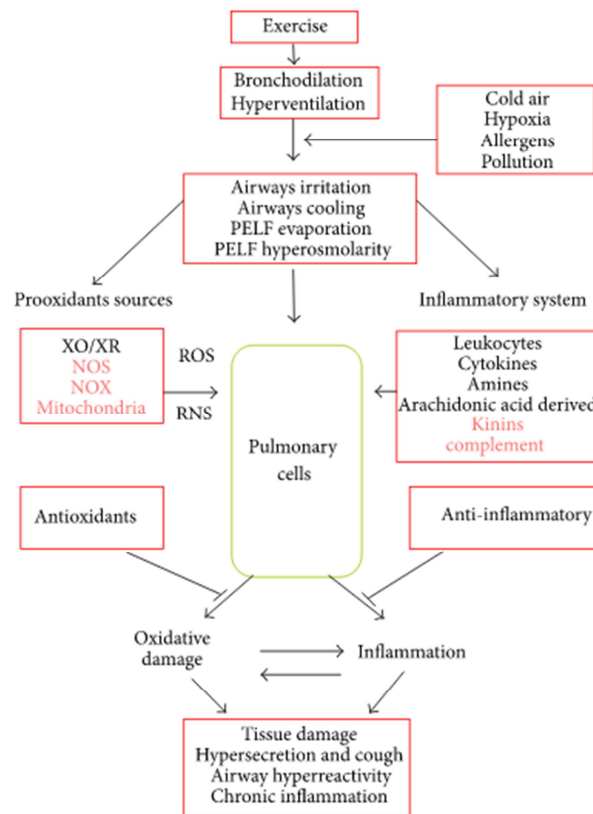 Exercise
Bronchodilation
Hyperventilation
Cold air
Hypoxia
Allergens
Pollution
Airways irritation
Airways cooling
PELF evaporation
PELF hyperosmolarity
Prooxidants sources
Inflammatory system
XO/XR
NOS
NOX
Mitochondria
ROS
RNS
Leukocytes
Cytokines
Amines
Arachidonic acid derived
Kinins
complement
Pulmonary
cells
Antioxidants
Anti-inflammatory
Oxidative
damage
Inflammation
Tissue damage
Hypersecretion and cough
Airway hyperreactivity
Chronic inflammation